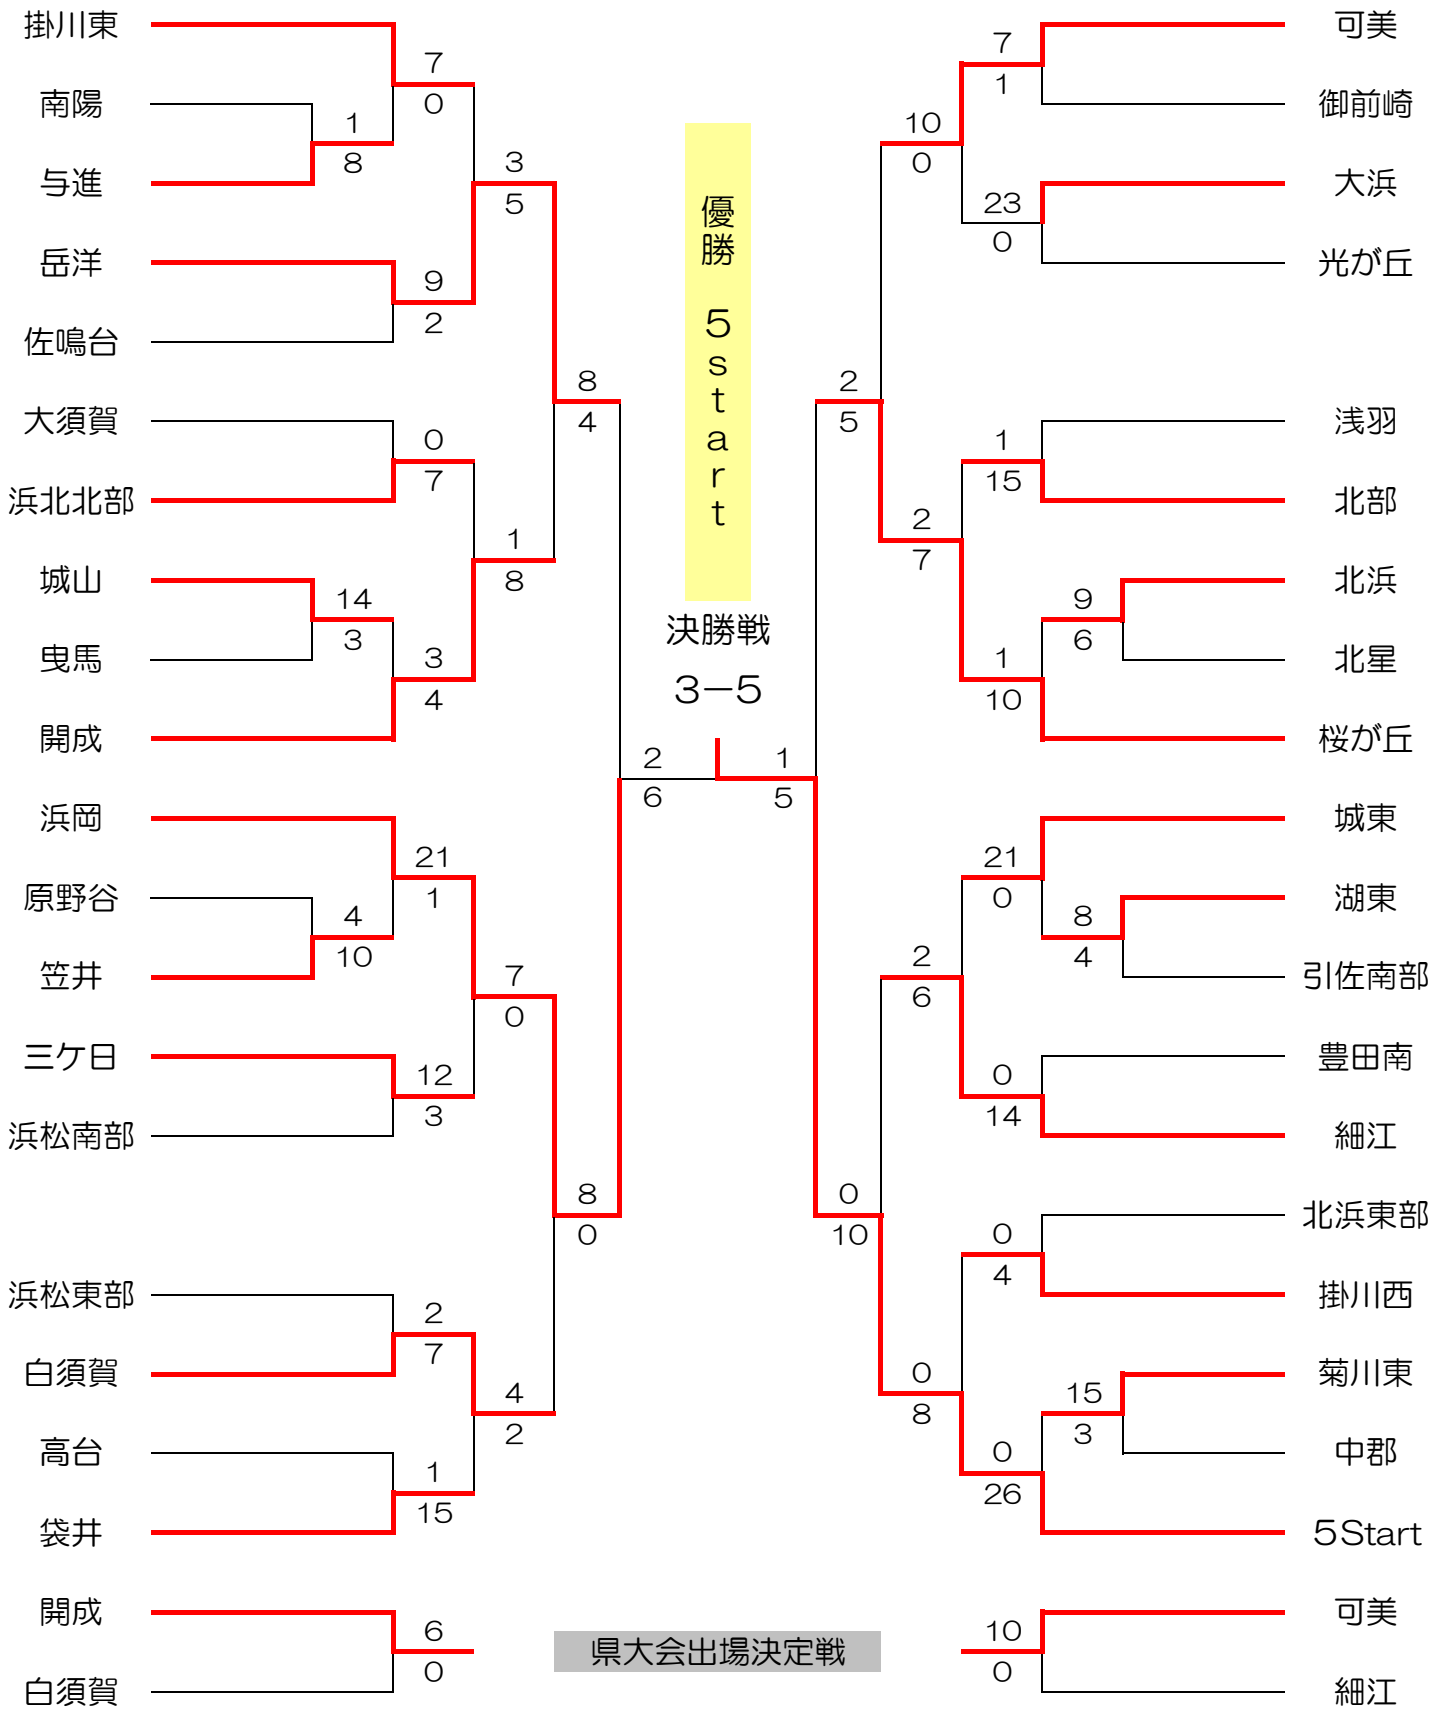 掛川東
南陽
与進
岳洋
佐鳴台
大須賀
浜北北部
城山
曳馬
開成
浜岡
原野谷
笠井
三ケ日
浜松南部
浜松東部
白須賀
高台
袋井
開成
白須賀
1
8
14
3
4
10
7
0
9
2
0
7
3
4
21
1
12
3
2
7
1
15
6
0
3
5
1
8
7
0
4
2
8
4
8
0
2
6
優勝 5start
決勝戦
3−5
県大会出場決定戦
1
5
2
5
0
10
10
0
2
7
2
6
0
8
7
1
23
0
1
15
1
10
21
0
0
14
0
4
0
26
10
0
9
6
8
4
15
3
可美
御前崎
大浜
光が丘
浅羽
北部
北浜
北星
桜が丘
城東
湖東
引佐南部
豊田南
細江
北浜東部
掛川西
菊川東
中郡
5Start
可美
細江